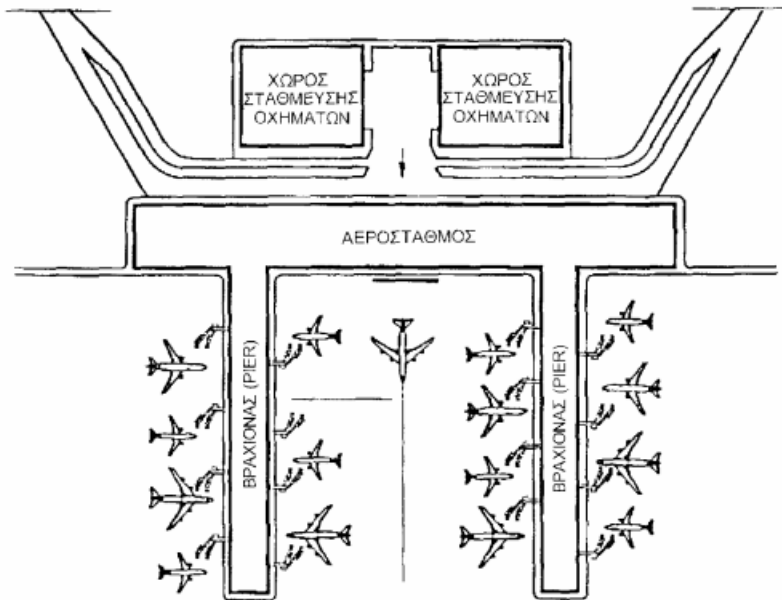 ΧΩΡΟΣ
ΣΤΑΘΜΕΥΣΗΣ
ΟΧΗΜΑΤΩΝ
ΧΩΡΟΣ
ΣΤΑΘΜΕΥΣΗΣ
ΟΧΗΜΑΤΩΝ
ΑΕΡΟΣΤΑΘΜΟΣ
ΒΡΑΧΙΟΝΑΣ (PIER)
ΒΡΑΧΙΟΝΑΣ (PIER)